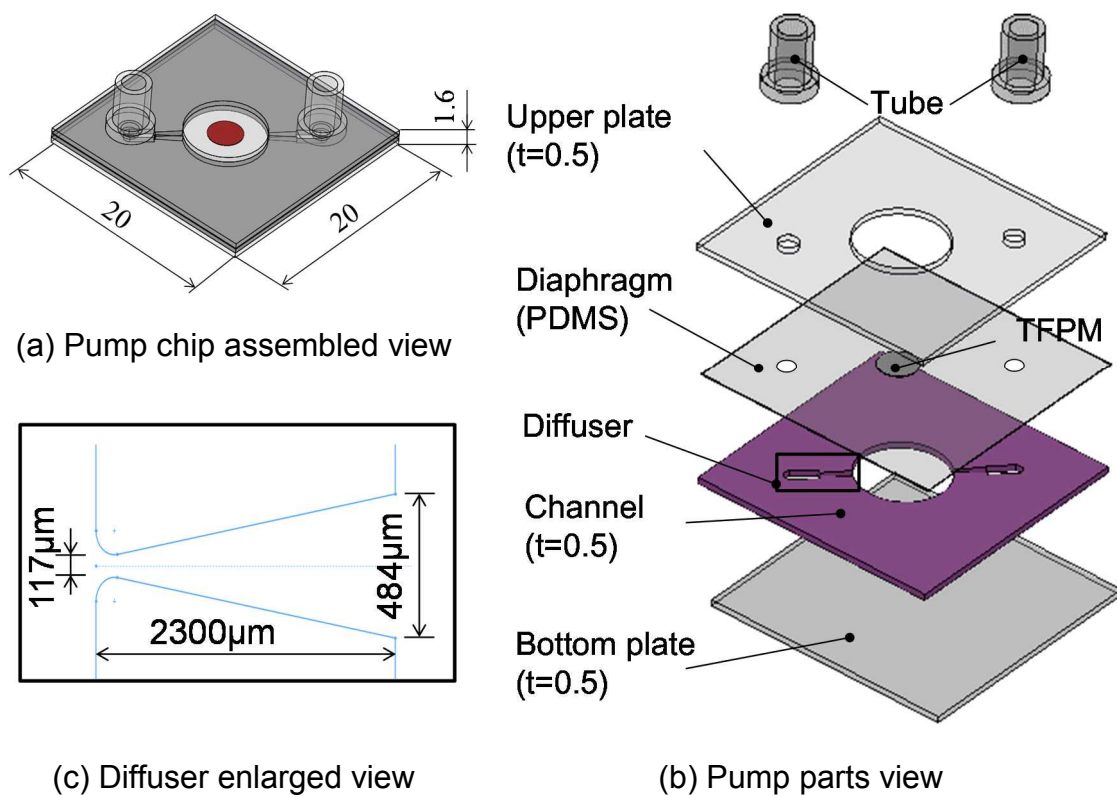 1.6
20
20
(a) Pump chip assembled view
Tube
Upper plate
(t=0.5)
Diaphragm
(PDMS)
TFPM
Diffuser
Channel
(t=0.5)
Bottom plate
(t=0.5)
117μm
484μm
2300μm
(c) Diffuser enlarged view
(b) Pump parts view